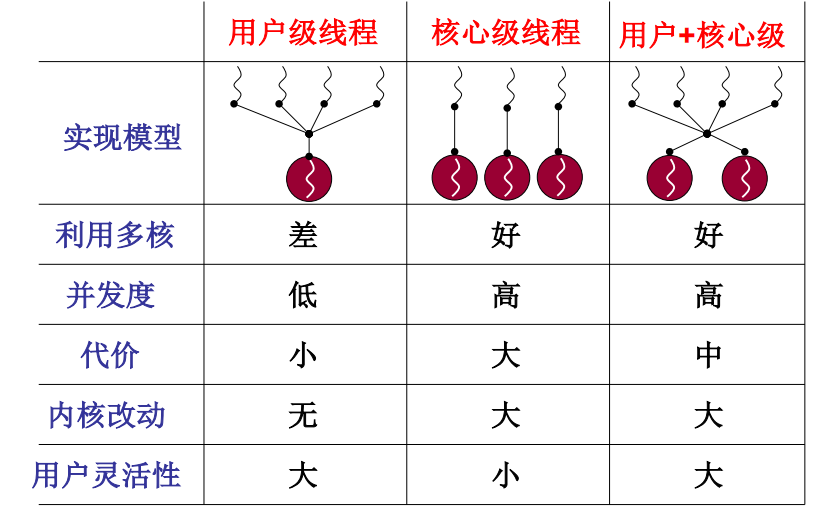 用户级线程 核心级线程 用户+核心级
实现模型
利用多核 差 好 好
并发度 低 高 高
代价 小 大 中
内核改动 无 大 大
用户灵活性 大 小 大